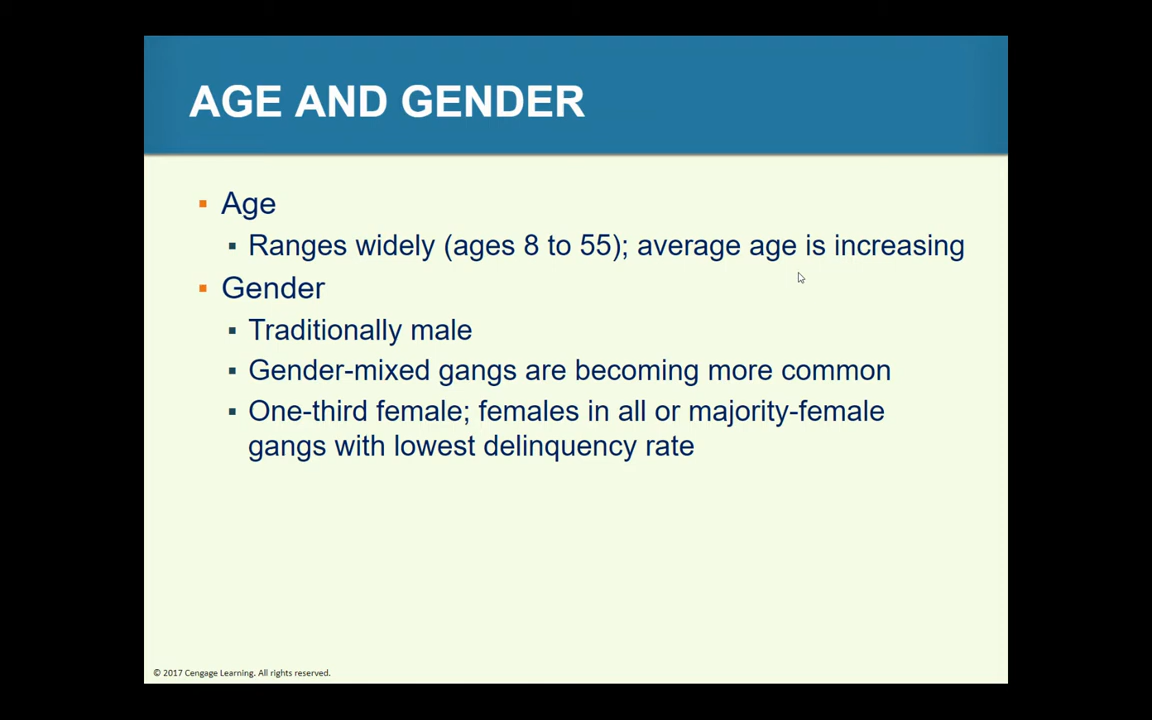 AGE AND GENDER
▪ Age
▪ Ranges widely (ages 8 to 55); average age is increasing
▪ Gender
▪ Traditionally male
▪ Gender-mixed gangs are becoming more common
▪ One-third female; females in all or majority-female
gangs with lowest delinquency rate
© 2017 Cengage Learning. All rights reserved.